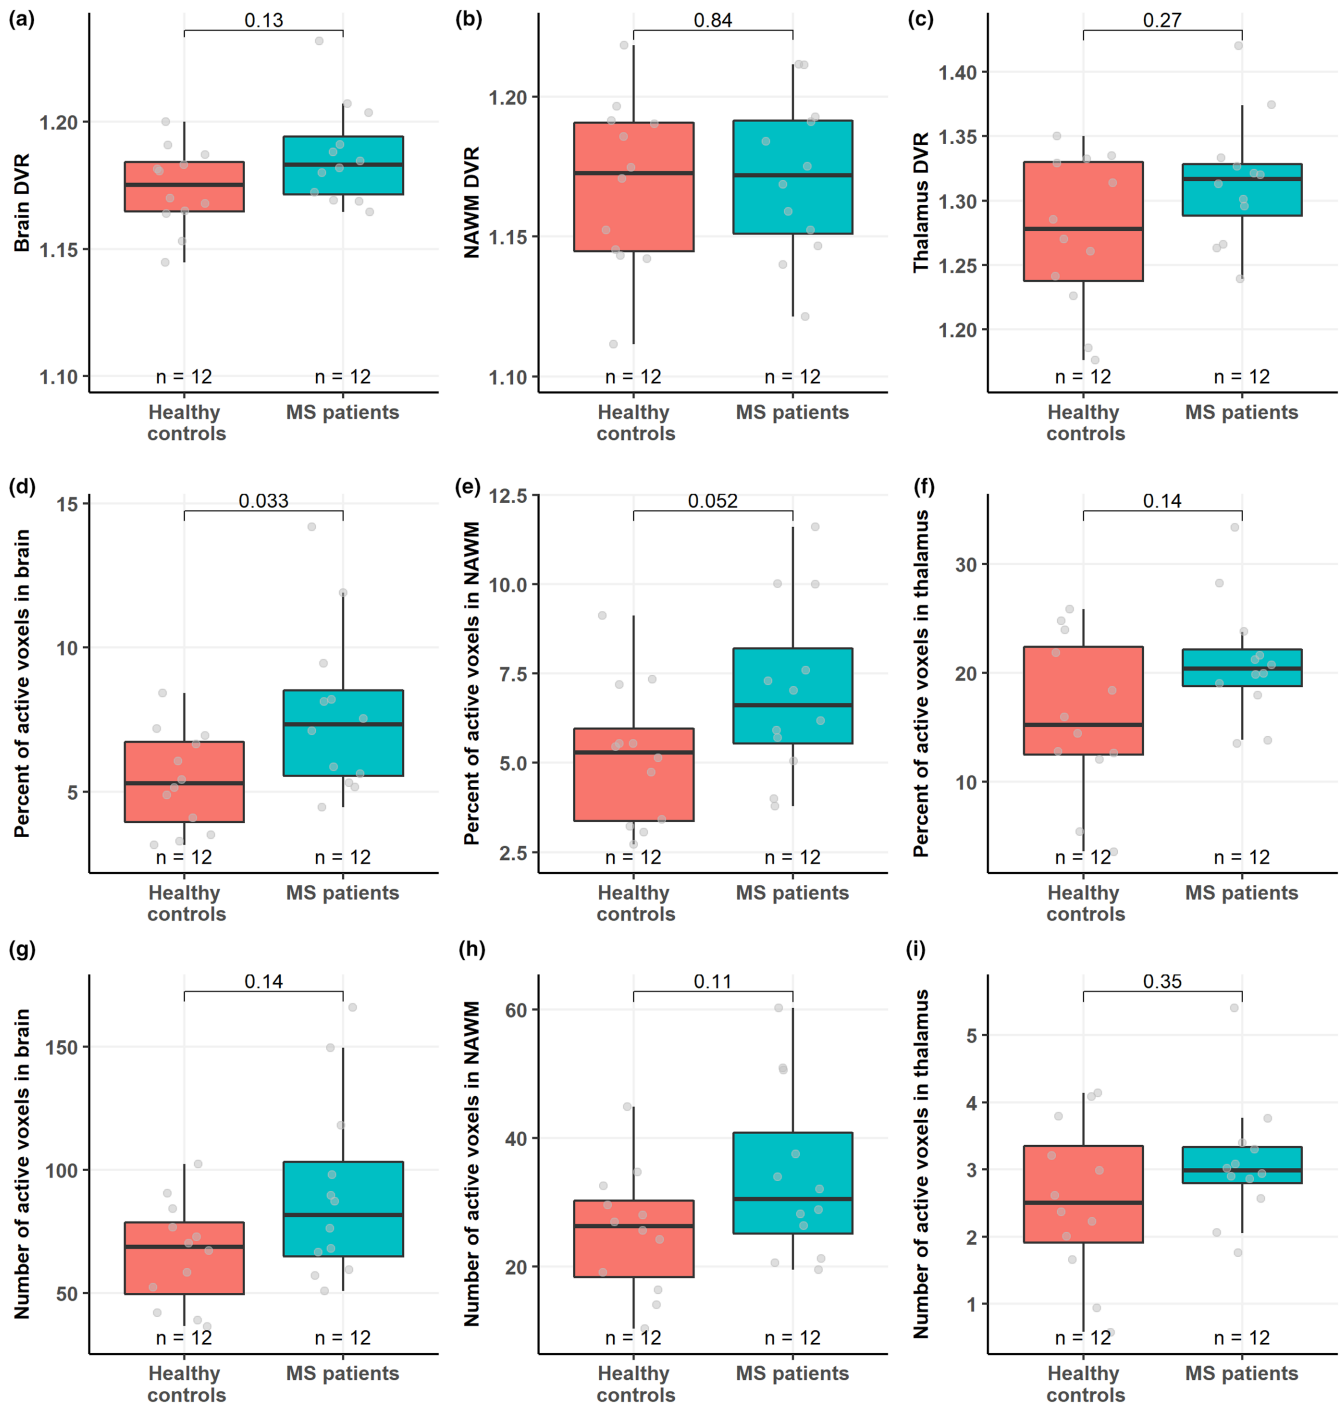 (a)
0.13
Brain DVR
1.20
1.15
1.10
n = 12
n = 12
Healthy
controls
MS patients
(b)
0.84
NAWM DVR
1.20
1.15
1.10
n = 12
n = 12
Healthy
controls
MS patients
(c)
0.27
Thalamus DVR
1.40
1.35
1.30
1.25
1.20
n = 12
n = 12
Healthy
controls
MS patients
(d)
0.033
Percent of active voxels in brain
15
10
5
n = 12
n = 12
Healthy
controls
MS patients
(e)
0.052
Percent of active voxels in NAWM
12.5
10.0
7.5
5.0
2.5
n = 12
n = 12
Healthy
controls
MS patients
(f)
0.14
Percent of active voxels in thalamus
30
20
10
n = 12
n = 12
Healthy
controls
MS patients
(g)
0.14
Number of active voxels in brain
150
100
50
n = 12
n = 12
Healthy
controls
MS patients
(h)
0.11
Number of active voxels in NAWM
60
40
20
n = 12
n = 12
Healthy
controls
MS patients
(i)
0.35
Number of active voxels in thalamus
5
4
3
2
1
n = 12
n = 12
Healthy
controls
MS patients